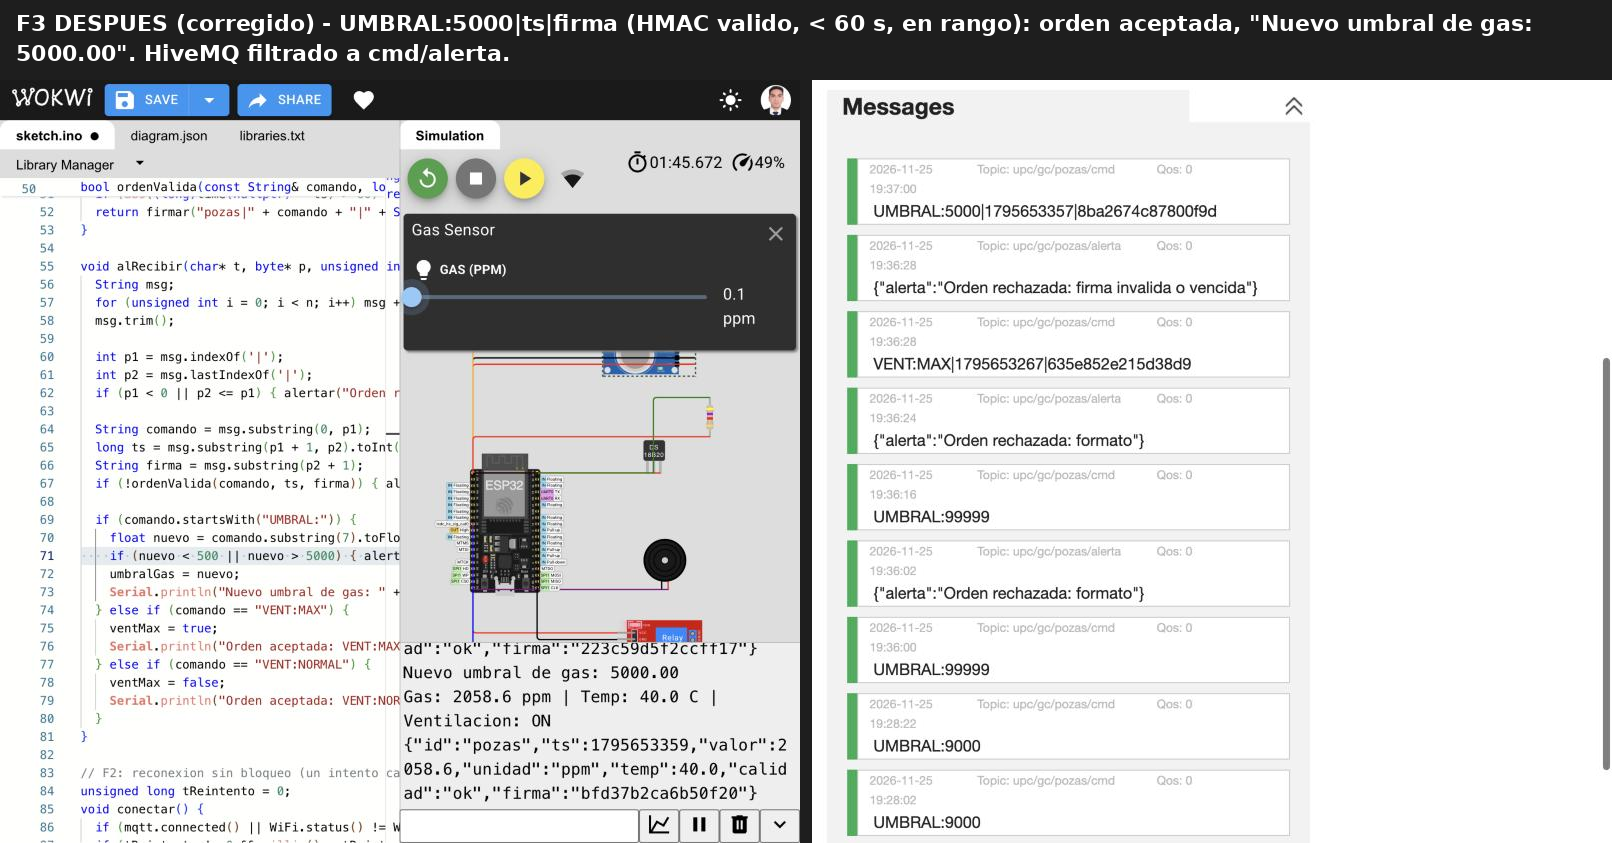 F3 DESPUES (corregido) - UMBRAL:5000|ts|firma (HMAC valido, < 60 s, en rango): orden aceptada, "Nuevo umbral de gas:
5000.00". HiveMQ filtrado a cmd/alerta.
WOKWI
SAVE
SHARE
sketch.ino ●
diagram.json
libraries.txt
Library Manager
50 bool ordenValida(const String& comando, lo
52 return firmar("pozas|" + comando + "|" + S
53 }
54
55 void alRecibir(char* t, byte* p, unsigned in
56 String msg;
57 for (unsigned int i = 0; i < n; i++) msg +
58 msg.trim();
59
60 int p1 = msg.indexOf('|');
61 int p2 = msg.lastIndexOf('|');
62 if (p1 < 0 || p2 <= p1) { alertar("Orden r
63
64 String comando = msg.substring(0, p1);
65 long ts = msg.substring(p1 + 1, p2).toInt(
66 String firma = msg.substring(p2 + 1);
67 if (!ordenValida(comando, ts, firma)) { al
68
69 if (comando.startsWith("UMBRAL:")) {
70 float nuevo = comando.substring(7).toFlo
71 if (nuevo < 500 || nuevo > 5000) { alert
72 umbralGas = nuevo;
73 Serial.println("Nuevo umbral de gas: " +
74 } else if (comando == "VENT:MAX") {
75 ventMax = true;
76 Serial.println("Orden aceptada: VENT:MAX
77 } else if (comando == "VENT:NORMAL") {
78 ventMax = false;
79 Serial.println("Orden aceptada: VENT:NOR
80 }
81 }
82
83 // F2: reconexion sin bloqueo (un intento ca
84 unsigned long tReintento = 0;
85 void conectar() {
86 if (mqtt.connected() || WiFi.status() != W
Simulation
01:45.672
49%
Gas Sensor
GAS (PPM)
0.1
ppm
DS
18B20
ESP32
Relay
ad":"ok","firma":"223c59d5f2ccff17"}
Nuevo umbral de gas: 5000.00
Gas: 2058.6 ppm | Temp: 40.0 C |
Ventilacion: ON
{"id":"pozas","ts":1795653359,"valor":2
058.6,"unidad":"ppm","temp":40.0,"calid
ad":"ok","firma":"bfd37b2ca6b50f20"}
Messages
2026-11-25 Topic: upc/gc/pozas/cmd Qos: 0
19:37:00
UMBRAL:5000|1795653357|8ba2674c87800f9d
2026-11-25 Topic: upc/gc/pozas/alerta Qos: 0
19:36:28
{"alerta":"Orden rechazada: firma invalida o vencida"}
2026-11-25 Topic: upc/gc/pozas/cmd Qos: 0
19:36:28
VENT:MAX|1795653267|635e852e215d38d9
2026-11-25 Topic: upc/gc/pozas/alerta Qos: 0
19:36:24
{"alerta":"Orden rechazada: formato"}
2026-11-25 Topic: upc/gc/pozas/cmd Qos: 0
19:36:16
UMBRAL:99999
2026-11-25 Topic: upc/gc/pozas/alerta Qos: 0
19:36:02
{"alerta":"Orden rechazada: formato"}
2026-11-25 Topic: upc/gc/pozas/cmd Qos: 0
19:36:00
UMBRAL:99999
2026-11-25 Topic: upc/gc/pozas/cmd Qos: 0
19:28:22
UMBRAL:9000
2026-11-25 Topic: upc/gc/pozas/cmd Qos: 0
19:28:02
UMBRAL:9000